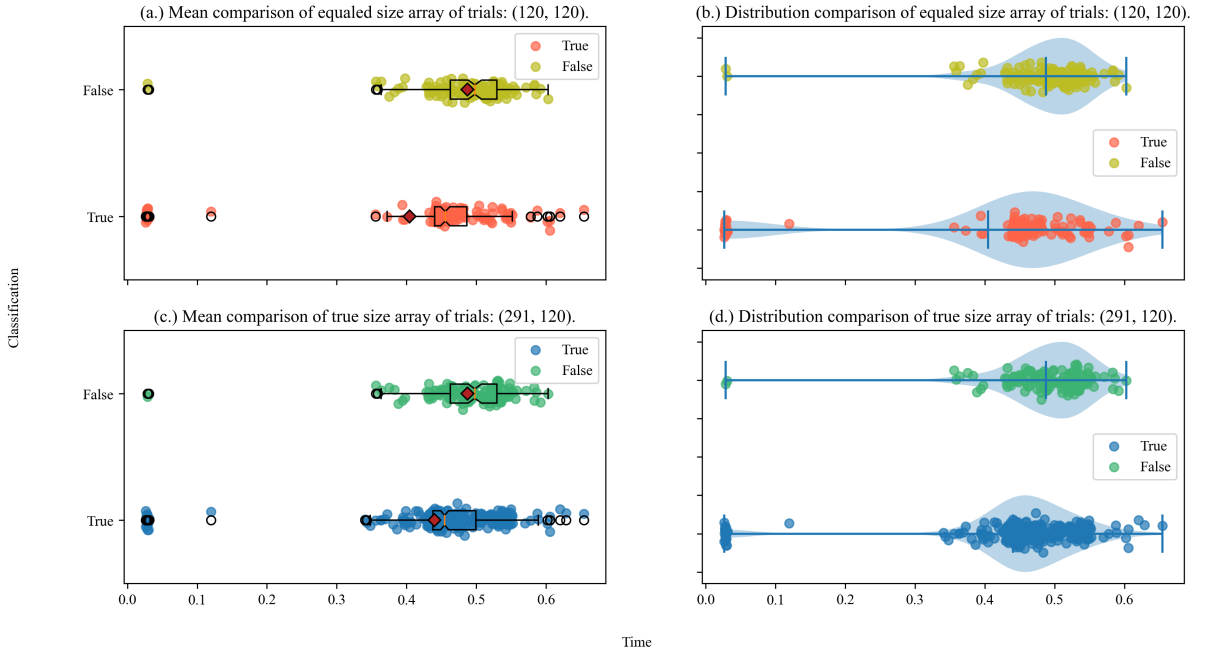 (a.) Mean comparison of equaled size array of trials: (120, 120).
(b.) Distribution comparison of equaled size array of trials: (120, 120).
True
False
False
True
True
False
Classification
(c.) Mean comparison of true size array of trials: (291, 120).
(d.) Distribution comparison of true size array of trials: (291, 120).
True
False
False
True
True
False
0.0 0.1 0.2 0.3 0.4 0.5 0.6
0.0 0.1 0.2 0.3 0.4 0.5 0.6
Time